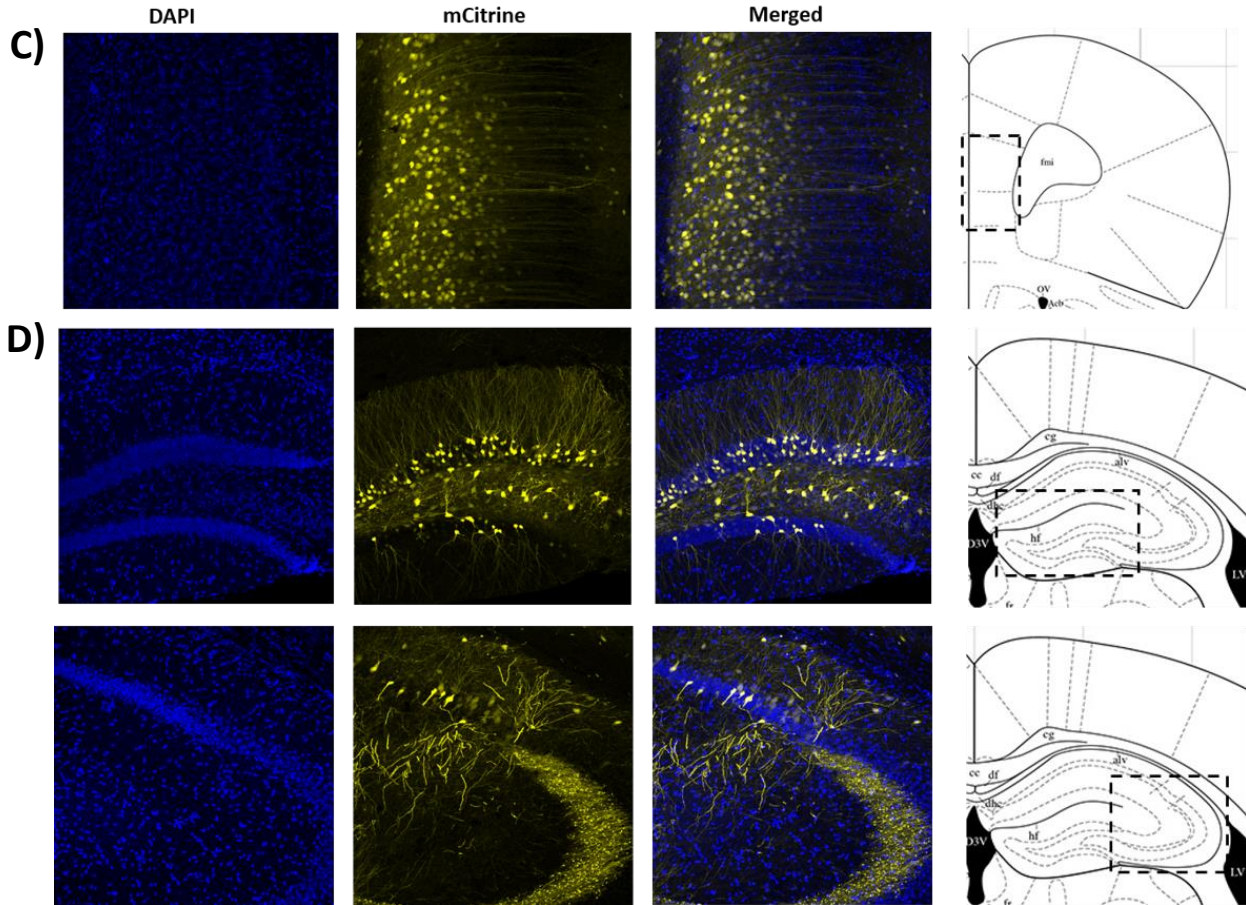 DAPI mCitrine Merged
C)
fmi
OV
Acb
D)
cg
alv
cc df
dhc
D3V hf
LV
fr
cg
alv
cc df
dhc
D3V hf
LV
fr